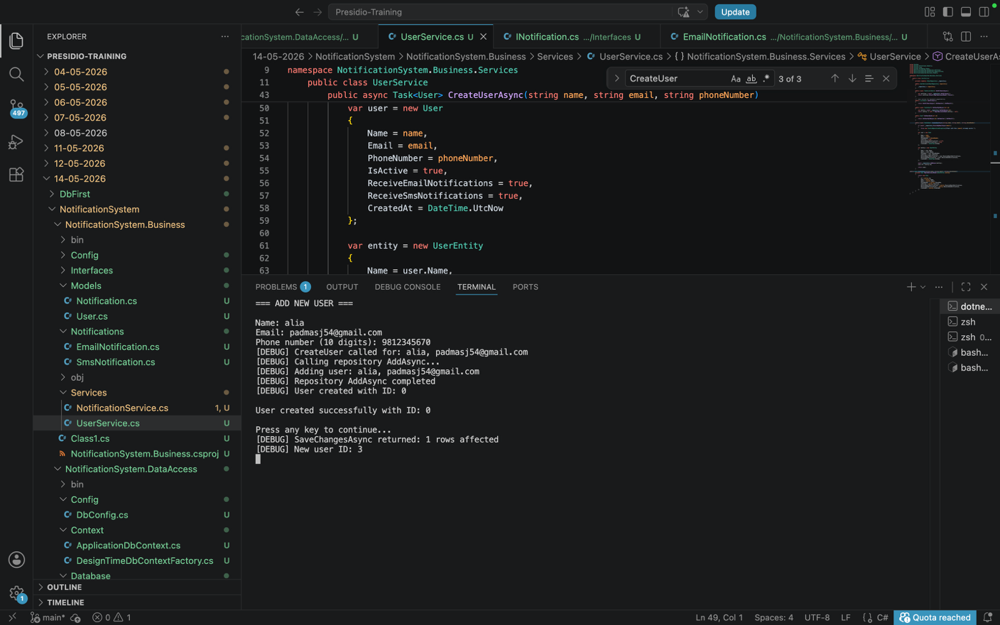 Presidio-Training
Update
EXPLORER
PRESIDIO-TRAINING
04-05-2026
05-05-2026
06-05-2026
07-05-2026
08-05-2026
11-05-2026
12-05-2026
14-05-2026
DbFirst
NotificationSystem
NotificationSystem.Business
bin
Config
Interfaces
Models
Notification.cs U
User.cs U
Notifications
EmailNotification.cs U
SmsNotification.cs U
obj
Services
NotificationService.cs 1, U
UserService.cs U
Class1.cs U
NotificationSystem.Business.csproj U
NotificationSystem.DataAccess
bin
Config
DbConfig.cs U
Context
ApplicationDbContext.cs U
DesignTimeDbContextFactory.cs U
Database
OUTLINE
TIMELINE
497
1
cationSystem.DataAccess/... U
UserService.cs U
INotification.cs .../Interfaces U
EmailNotification.cs .../NotificationSystem.Business/... U
14-05-2026 > NotificationSystem > NotificationSystem.Business > Services > UserService.cs > { } NotificationSystem.Business.Services > UserService > CreateUserAs
CreateUser Aa ab .* 3 of 3
9 namespace NotificationSystem.Business.Services
11 public class UserService
43 public async Task<User> CreateUserAsync(string name, string email, string phoneNumber)
50 var user = new User
51 {
52 Name = name,
53 Email = email,
54 PhoneNumber = phoneNumber,
55 IsActive = true,
56 ReceiveEmailNotifications = true,
57 ReceiveSmsNotifications = true,
58 CreatedAt = DateTime.UtcNow
59 };
60
61 var entity = new UserEntity
62 {
63 Name = user.Name,
PROBLEMS 1 OUTPUT DEBUG CONSOLE TERMINAL PORTS
=== ADD NEW USER ===
Name: alia
Email: padmasj54@gmail.com
Phone number (10 digits): 9812345670
[DEBUG] CreateUser called for: alia, padmasj54@gmail.com
[DEBUG] Calling repository AddAsync...
[DEBUG] Adding user: alia, padmasj54@gmail.com
[DEBUG] Repository AddAsync completed
[DEBUG] User created with ID: 0
User created successfully with ID: 0
Press any key to continue...
[DEBUG] SaveChangesAsync returned: 1 rows affected
[DEBUG] New user ID: 3
dotne...
zsh
zsh 0...
bash...
bash...
main* 0 1
Ln 49, Col 1 Spaces: 4 UTF-8 LF { } C# Quota reached